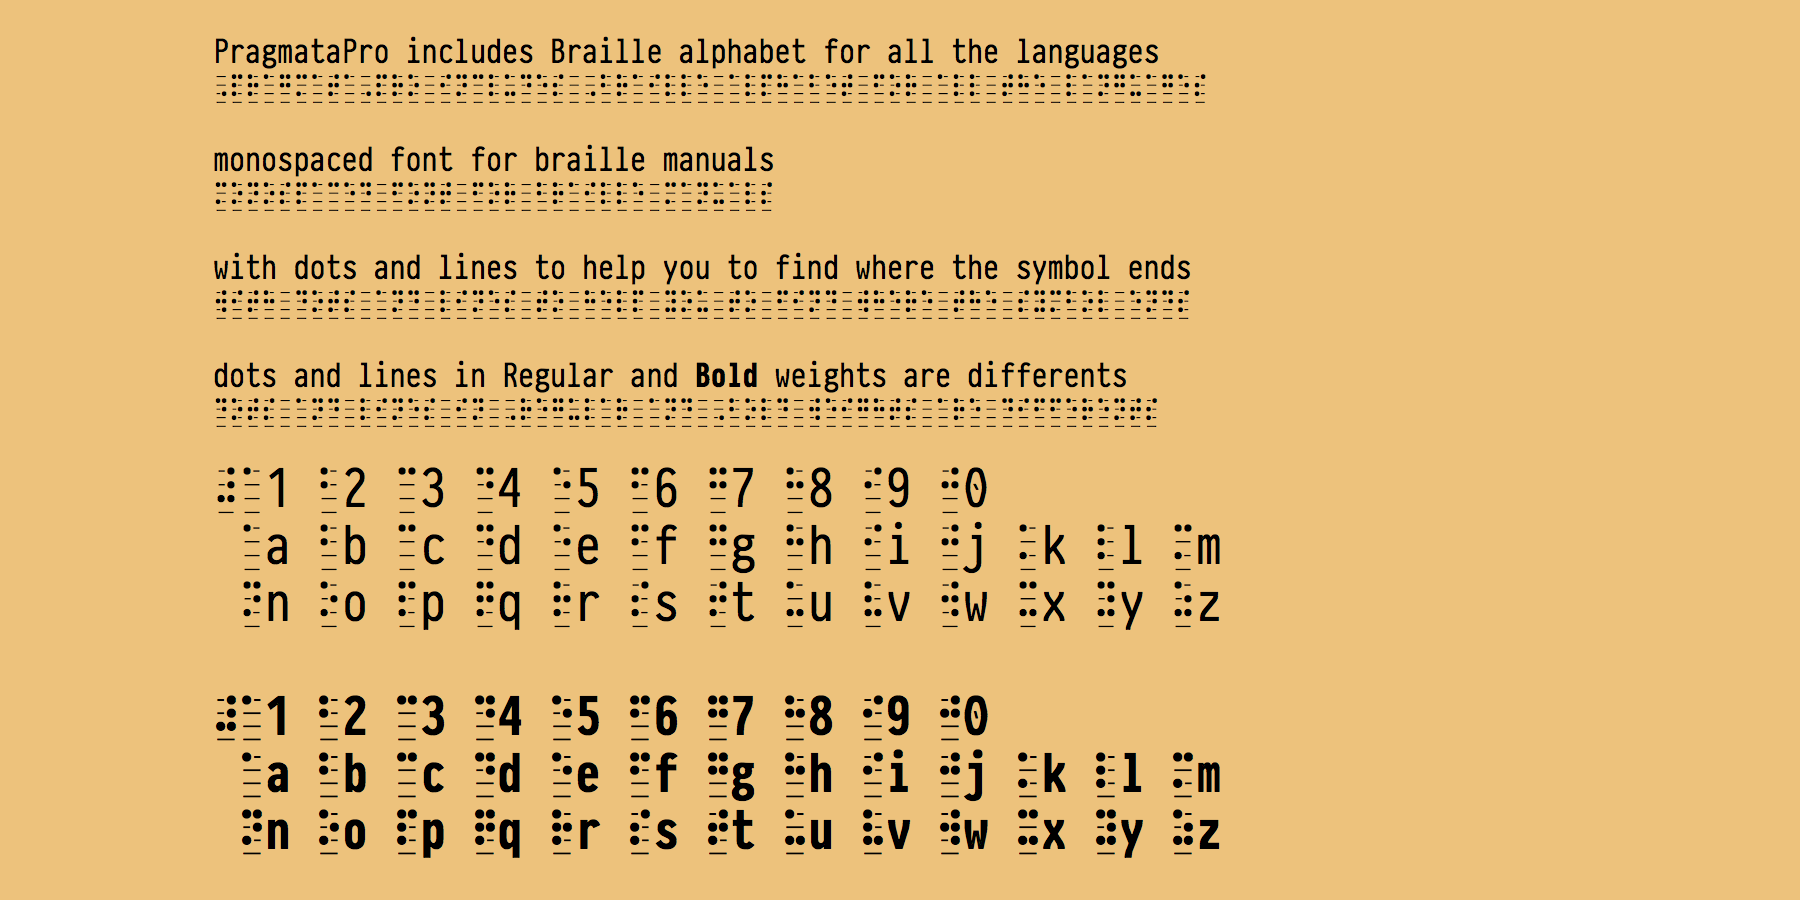 PragmataPro includes Braille alphabet for all the languages
⠠⠏⠗⠁⠛⠍⠁⠞⠁⠠⠏⠗⠕⠀⠊⠝⠉⠇⠥⠙⠑⠎⠀⠠⠃⠗⠁⠊⠇⠇⠑⠀⠁⠇⠏⠓⠁⠃⠑⠞⠀⠋⠕⠗⠀⠁⠇⠇⠀⠞⠓⠑⠀⠇⠁⠝⠛⠥⠁⠛⠑⠎
monospaced font for braille manuals
⠍⠕⠝⠕⠎⠏⠁⠉⠑⠙⠀⠋⠕⠝⠞⠀⠋⠕⠗⠀⠃⠗⠁⠊⠇⠇⠑⠀⠍⠁⠝⠥⠁⠇⠎
with dots and lines to help you to find where the symbol ends
⠺⠊⠞⠓⠀⠙⠕⠞⠎⠀⠁⠝⠙⠀⠇⠊⠝⠑⠎⠀⠞⠕⠀⠓⠑⠇⠏⠀⠽⠕⠥⠀⠞⠕⠀⠋⠊⠝⠙⠀⠺⠓⠑⠗⠑⠀⠞⠓⠑⠀⠎⠽⠍⠃⠕⠇⠀⠑⠝⠙⠎
dots and lines in Regular and Bold weights are differents
⠙⠕⠞⠎⠀⠁⠝⠙⠀⠇⠊⠝⠑⠎⠀⠊⠝⠀⠠⠗⠑⠛⠥⠇⠁⠗⠀⠁⠝⠙⠀⠠⠃⠕⠇⠙⠀⠺⠑⠊⠛⠓⠞⠎⠀⠁⠗⠑⠀⠙⠊⠋⠋⠑⠗⠑⠝⠞⠎
⠼⠁1 ⠃2 ⠉3 ⠙4 ⠑5 ⠋6 ⠛7 ⠓8 ⠊9 ⠚0
⠁a ⠃b ⠉c ⠙d ⠑e ⠋f ⠛g ⠓h ⠊i ⠚j ⠅k ⠇l ⠍m
⠝n ⠕o ⠏p ⠟q ⠗r ⠎s ⠞t ⠥u ⠧v ⠺w ⠭x ⠽y ⠵z
⠼⠁1 ⠃2 ⠉3 ⠙4 ⠑5 ⠋6 ⠛7 ⠓8 ⠊9 ⠚0
⠁a ⠃b ⠉c ⠙d ⠑e ⠋f ⠛g ⠓h ⠊i ⠚j ⠅k ⠇l ⠍m
⠝n ⠕o ⠏p ⠟q ⠗r ⠎s ⠞t ⠥u ⠧v ⠺w ⠭x ⠽y ⠵z